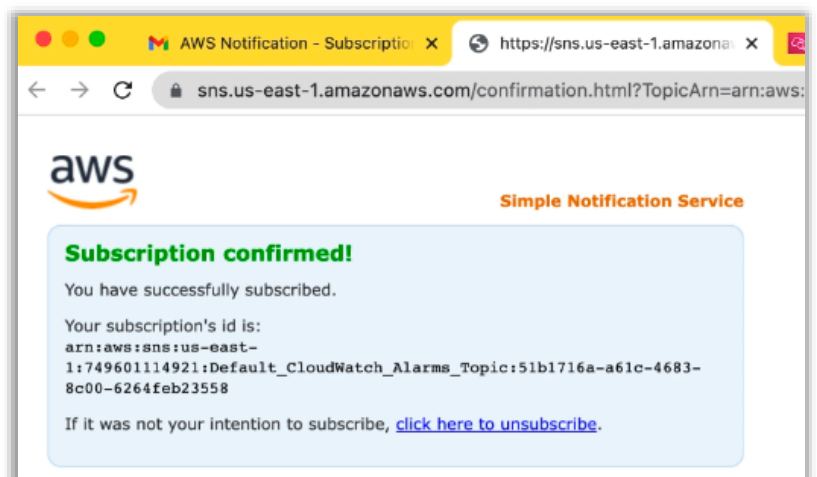 AWS Notification - Subscriptio
https://sns.us-east-1.amazona
sns.us-east-1.amazonaws.com/confirmation.html?TopicArn=arn:aws:
aws
Simple Notification Service
Subscription confirmed!
You have successfully subscribed.
Your subscription's id is:
arn:aws:sns:us-east-
1:749601114921:Default_CloudWatch_Alarms_Topic:51b1716a-a61c-4683-
8c00-6264feb23558
If it was not your intention to subscribe, click here to unsubscribe.